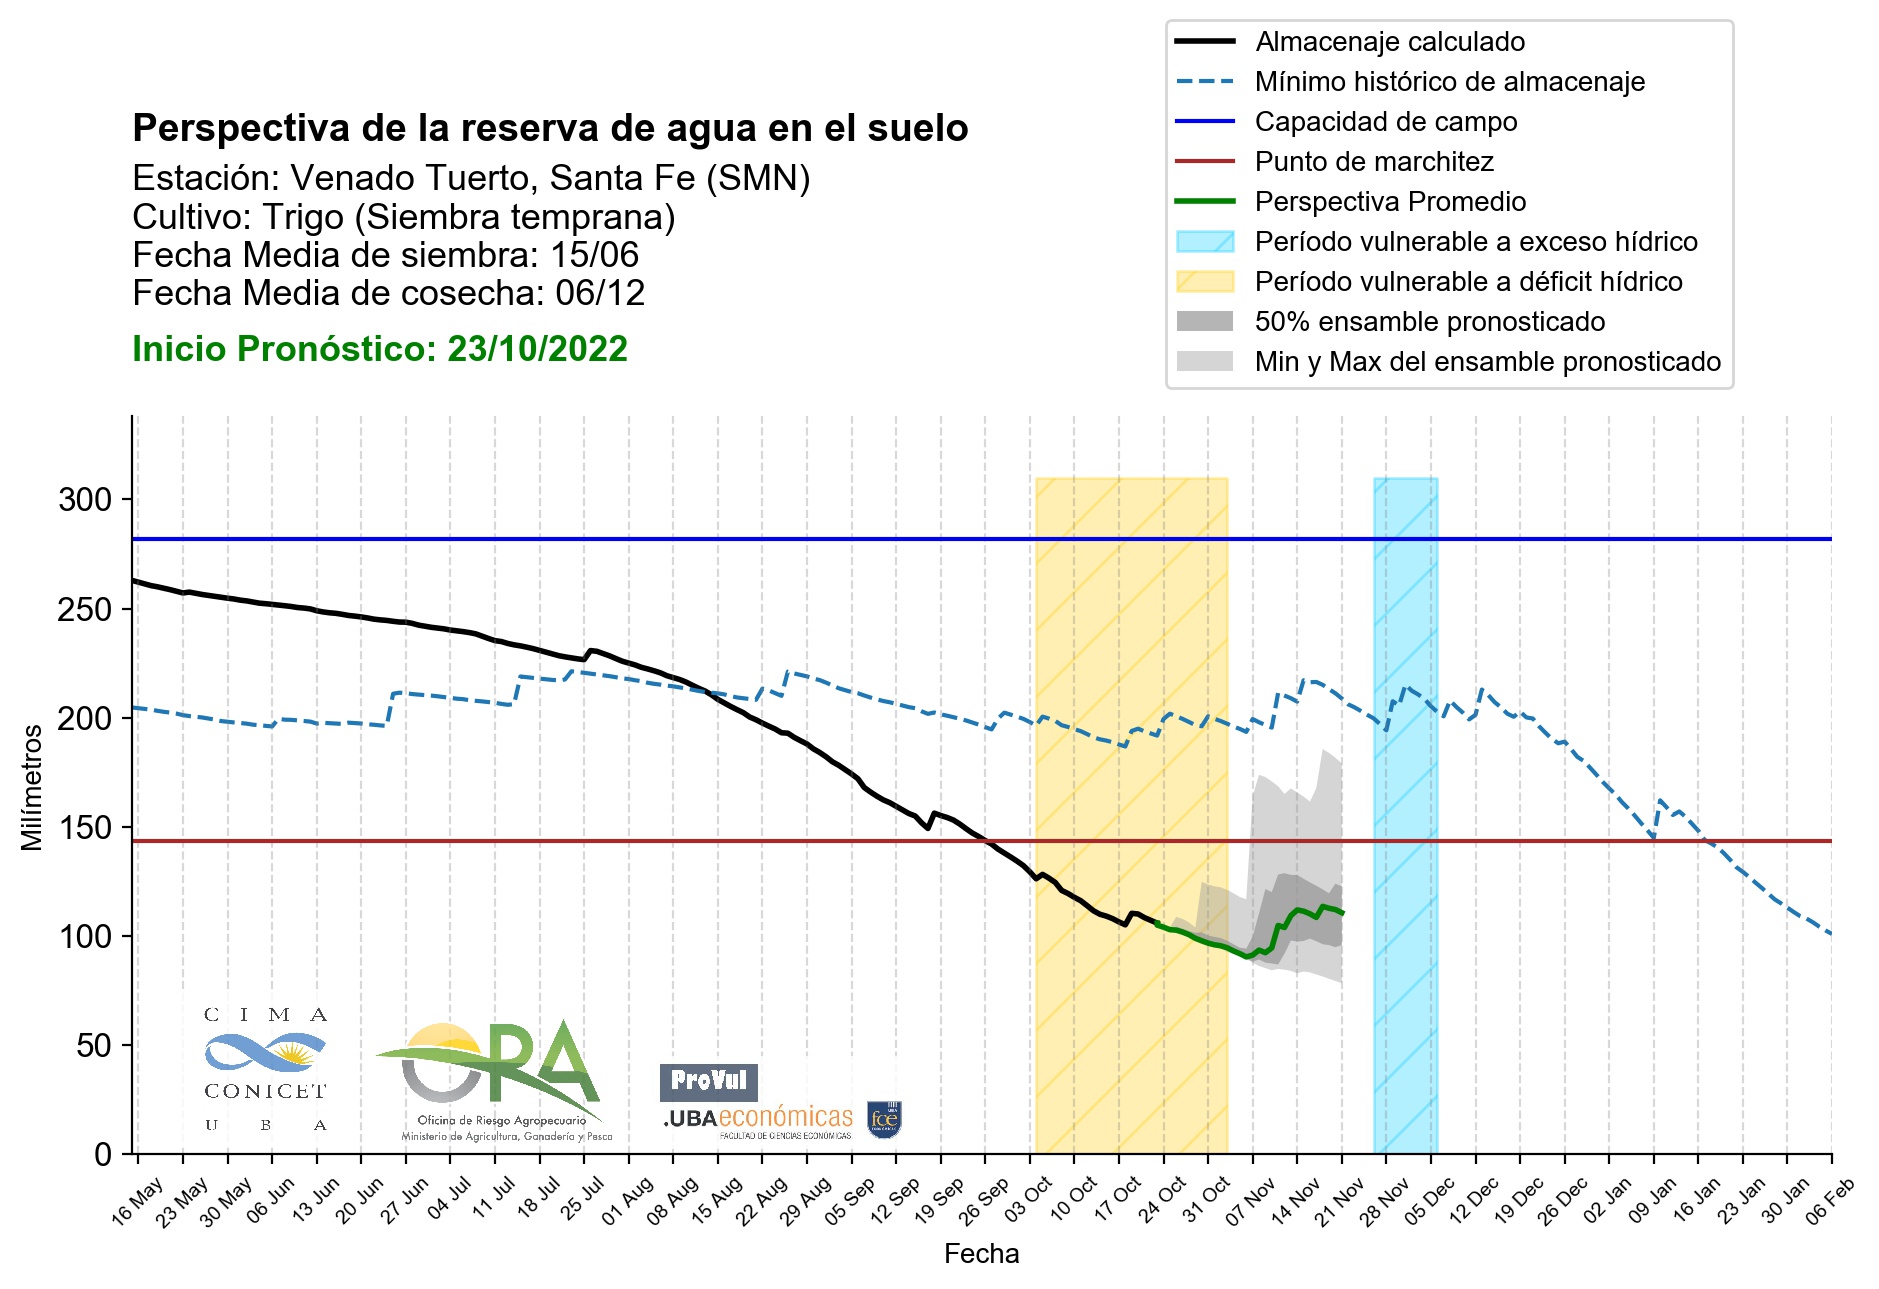 Almacenaje calculado
Mínimo histórico de almacenaje
Capacidad de campo
Punto de marchitez
Perspectiva Promedio
Período vulnerable a exceso hídrico
Período vulnerable a déficit hídrico
50% ensamble pronosticado
Min y Max del ensamble pronosticado
Perspectiva de la reserva de agua en el suelo
Estación: Venado Tuerto, Santa Fe (SMN)
Cultivo: Trigo (Siembra temprana)
Fecha Media de siembra: 15/06
Fecha Media de cosecha: 06/12
Inicio Pronóstico: 23/10/2022
Milímetros
300
250
200
150
100
50
0
CIMA
CONICET
UBA
ORA
Oficina de Riesgo Agropecuario
Ministerio de Agricultura, Ganadería y Pesca
ProVul
.UBAeconómicas
FACULTAD DE CIENCIAS ECONÓMICAS
fce
16 May 23 May 30 May 06 Jun 13 Jun 20 Jun 27 Jun 04 Jul 11 Jul 18 Jul 25 Jul 01 Aug 08 Aug 15 Aug 22 Aug 29 Aug 05 Sep 12 Sep 19 Sep 26 Sep 03 Oct 10 Oct 17 Oct 24 Oct 31 Oct 07 Nov 14 Nov 21 Nov 28 Nov 05 Dec 12 Dec 19 Dec 26 Dec 02 Jan 09 Jan 16 Jan 23 Jan 30 Jan 06 Feb
Fecha